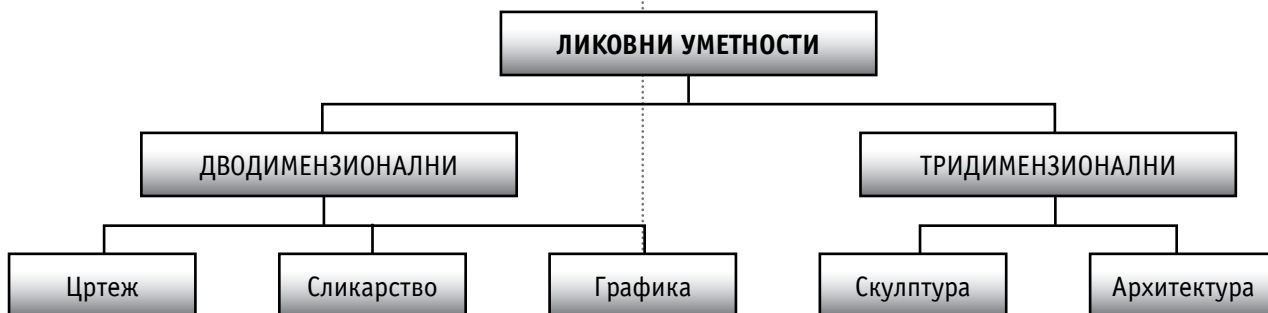 ЛИКОВНИ УМЕТНОСТИ
ДВОДИМЕНЗИОНАЛНИ
ТРИДИМЕНЗИОНАЛНИ
Цртеж
Сликарство
Графика
Скулптура
Архитектура